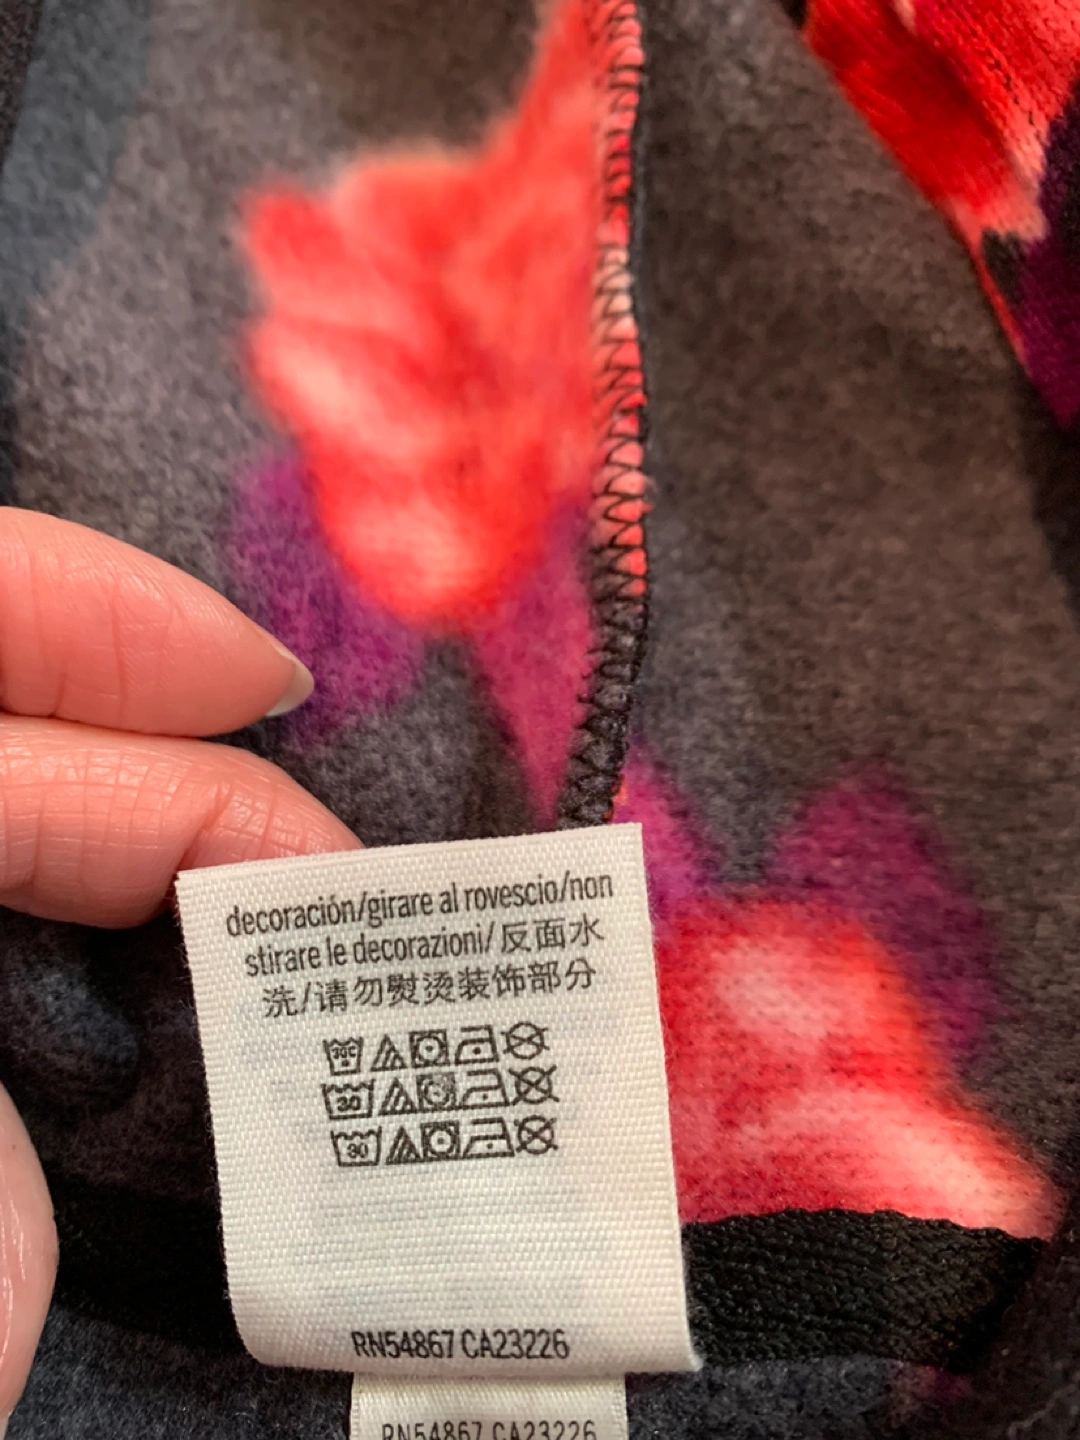 decoración/girare al rovescio/non
stirare le decorazioni/反面水
洗/请勿熨烫装饰部分
30C
30
30
RN54867 CA23226
RN54867 CA23226